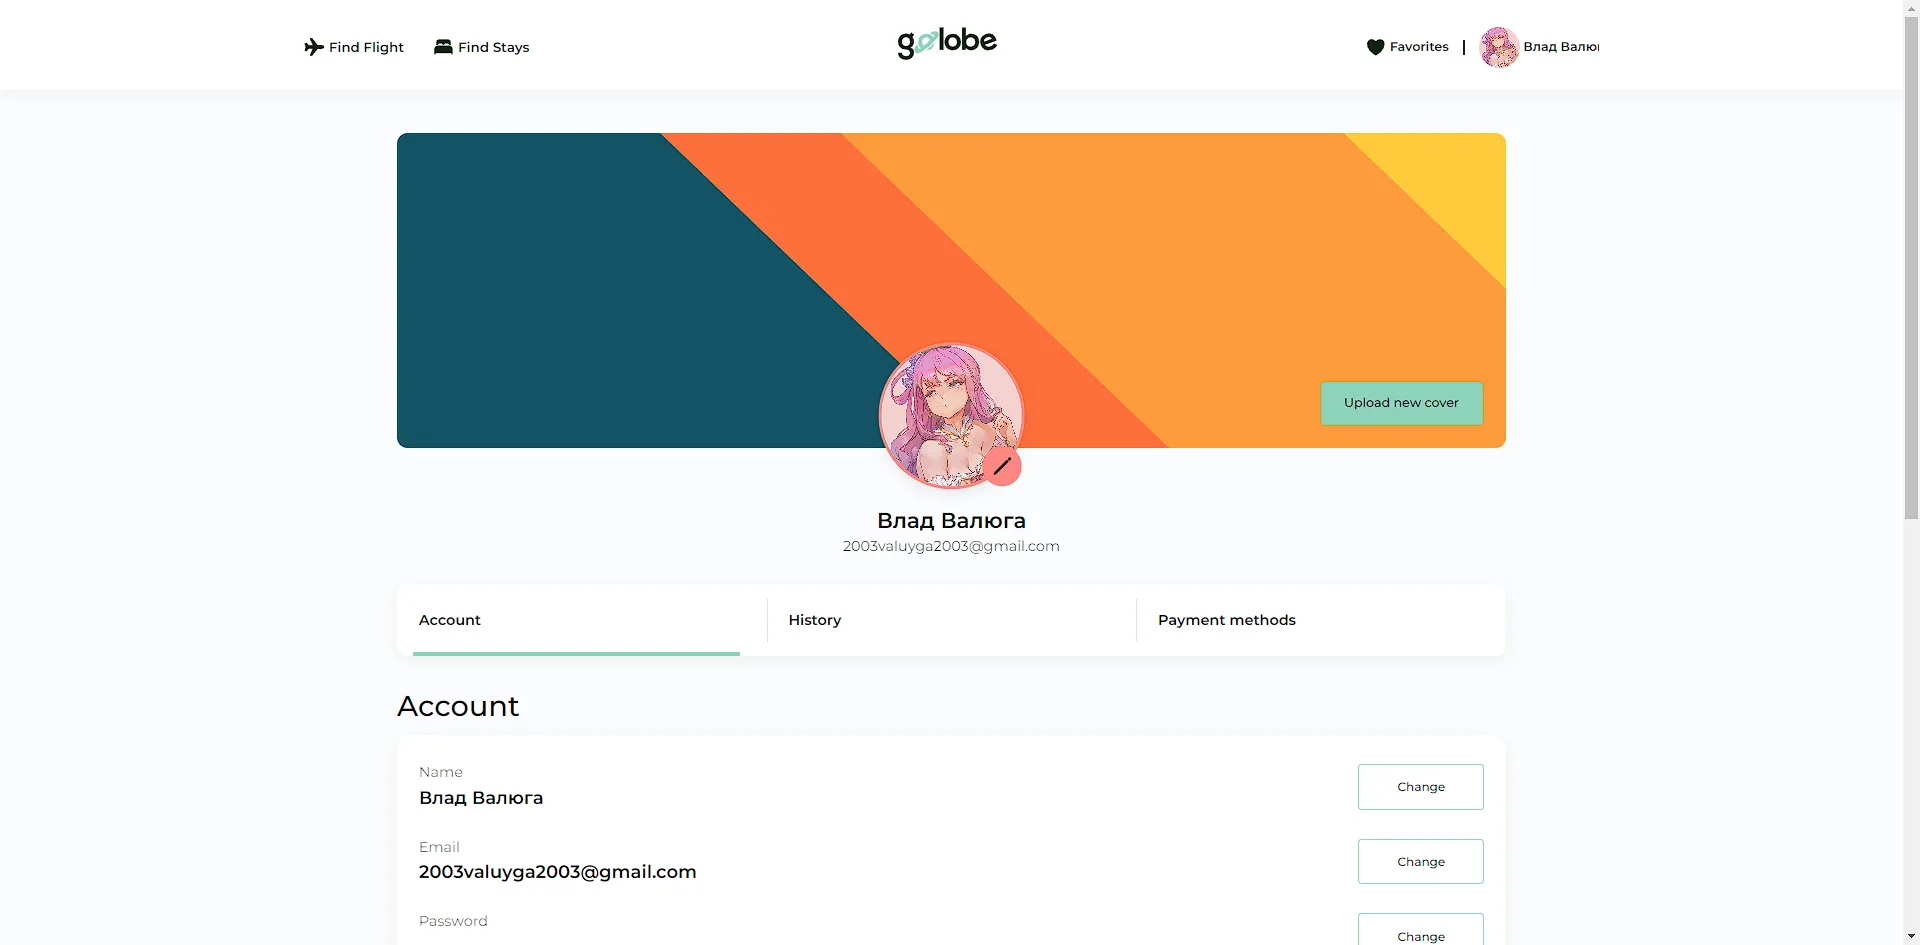 Find Flight
Find Stays
golobe
Favorites
Влад Валю
Upload new cover
Влад Валюга
2003valuyga2003@gmail.com
Account
History
Payment methods
Account
Name
Влад Валюга
Change
Email
2003valuyga2003@gmail.com
Change
Password
Change